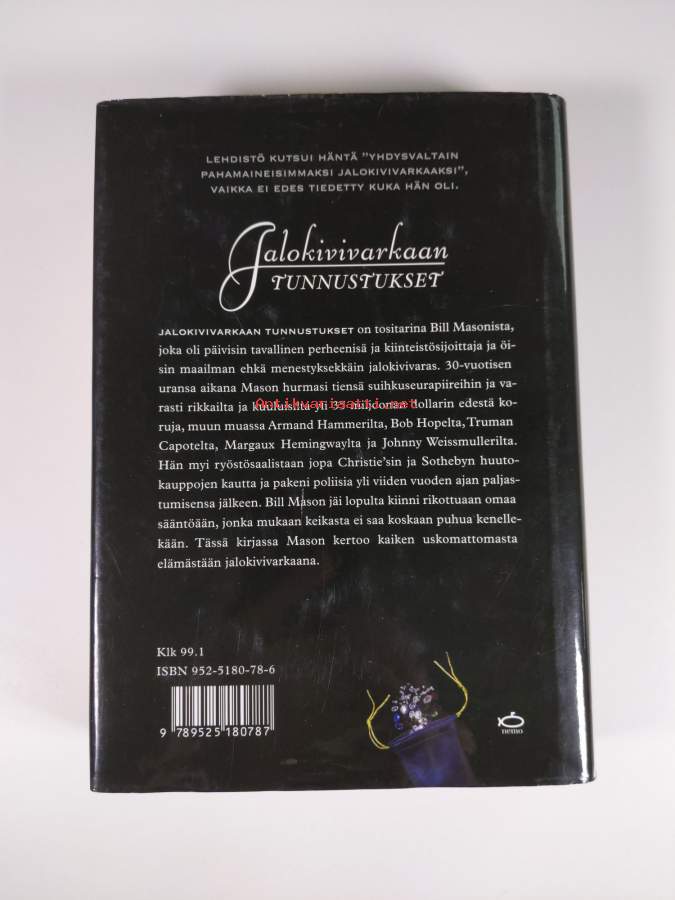 LEHDISTÖ KUTSUI HÄNTÄ ”YHDYSVALTAIN
PAHAMAINEISIMMAKSI JALOKIVIVARKAAKSI”,
VAIKKA EI EDES TIEDETTY KUKA HÄN OLI.
Jalokivivarkaan
TUNNUSTUKSET
JALOKIVIVARKAAN TUNNUSTUKSET on tositarina Bill Masonista,
joka oli päivisin tavallinen perheenisä ja kiinteistösijoittaja ja öi-
sin maailman ehkä menestyksekkäin jalokivivaras. 30-vuotisen
uransa aikana Mason hurmasi tiensä suihkuseurapiireihin ja va-
rasti rikkailta ja kuuluisilta yli 35 miljoonan dollarin edestä ko-
Antikvariaatti.net
ruja, muun muassa Armand Hammerilta, Bob Hopelta, Truman
Capotelta, Margaux Hemingwaylta ja Johnny Weissmullerilta.
Hän myi ryöstösaalistaan jopa Christie’sin ja Sothebyn huuto-
kauppojen kautta ja pakeni poliisia yli viiden vuoden ajan paljas-
tumisensa jälkeen. Bill Mason jäi lopulta kiinni rikottuaan omaa
sääntöään, jonka mukaan keikasta ei saa koskaan puhua kenelle-
kään. Tässä kirjassa Mason kertoo kaiken uskomattomasta
elämästään jalokivivarkaana.
Klk 99.1
ISBN 952-5180-78-6
9 789525 180787
nemo